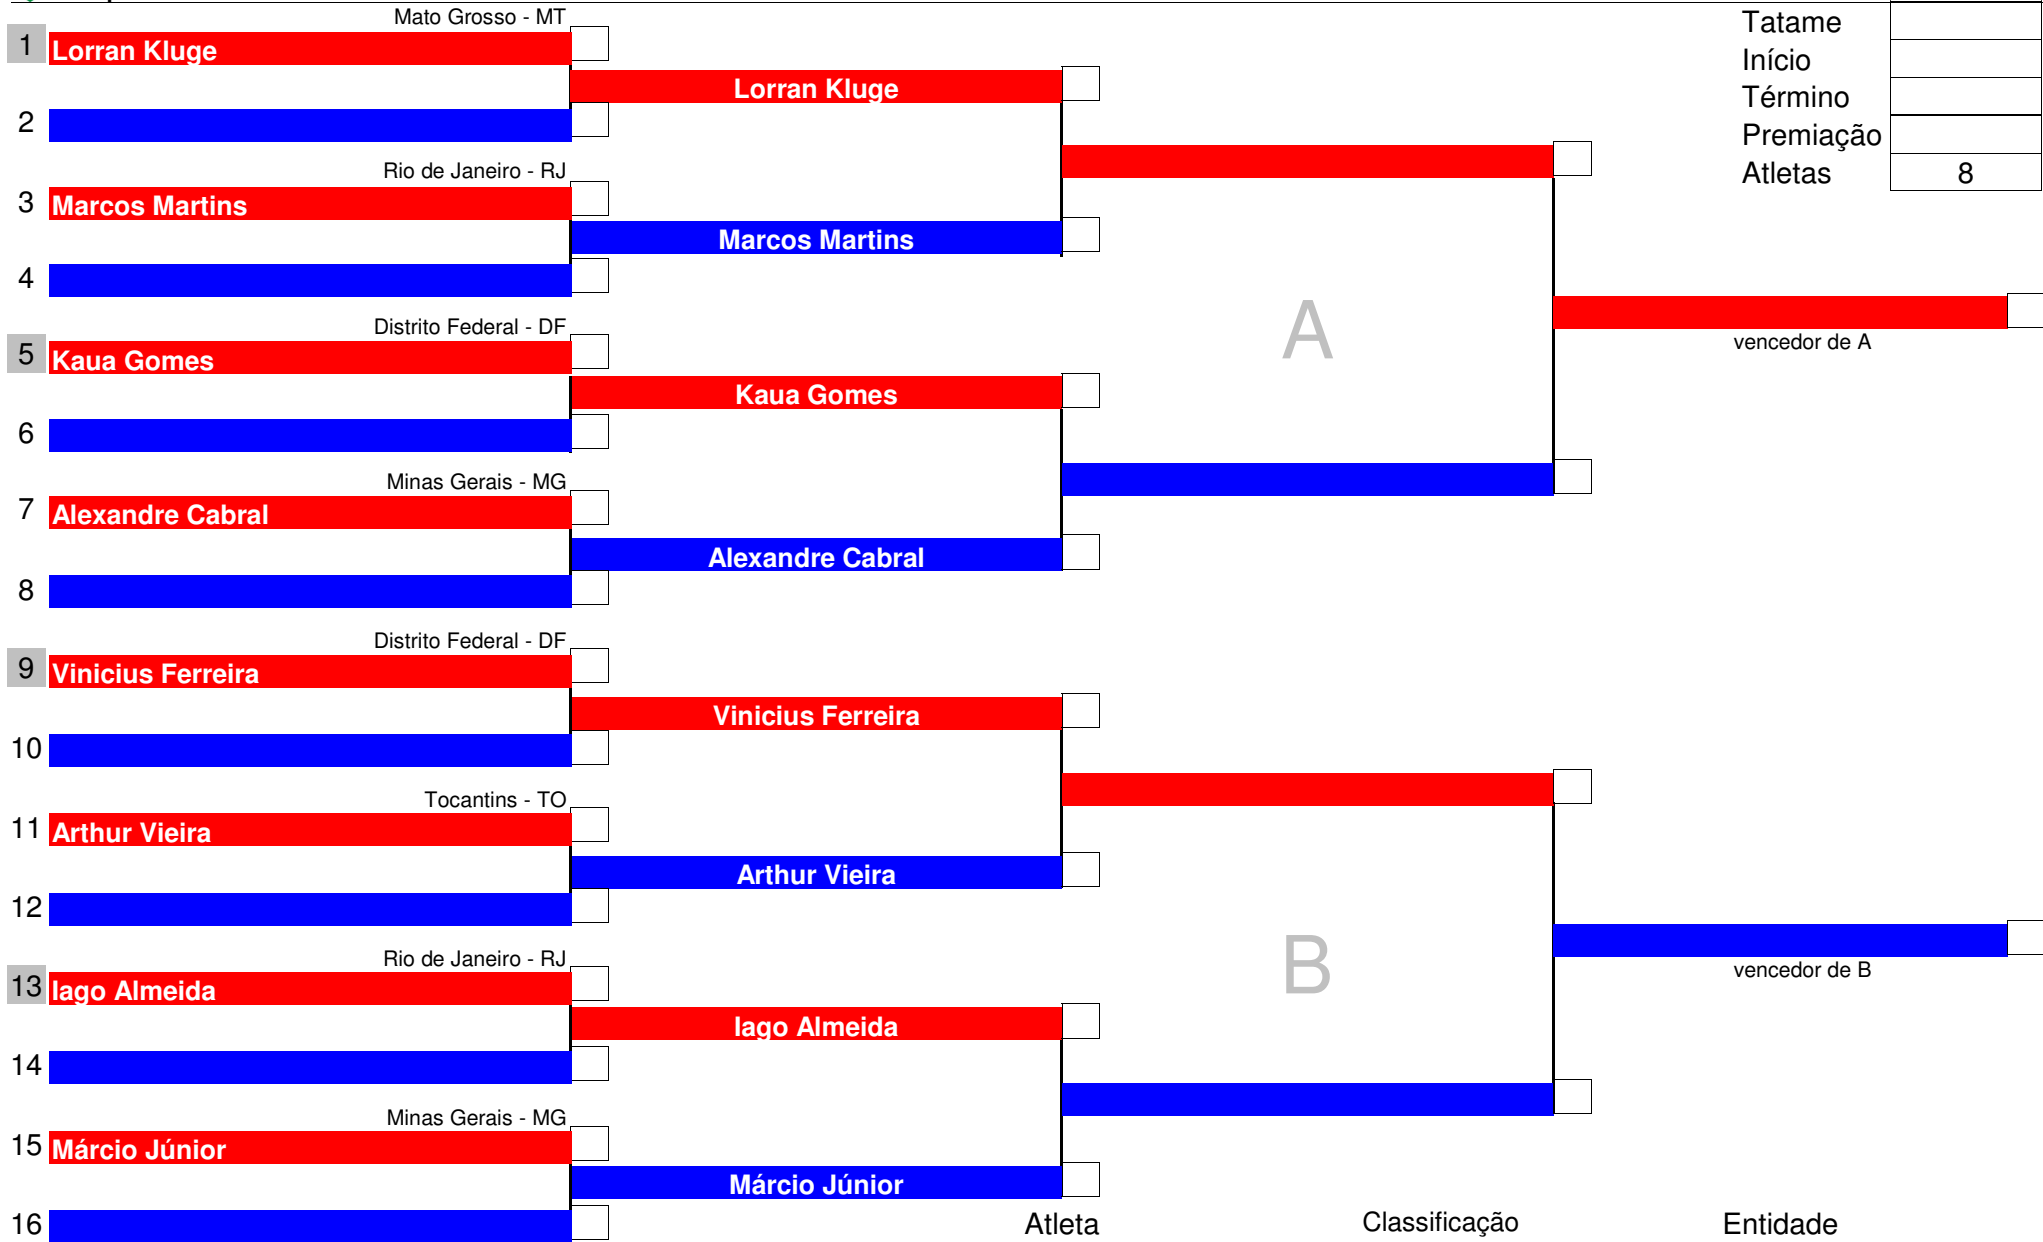 Mato Grosso - MT
1 Lorran Kluge
Lorran Kluge
2
Rio de Janeiro - RJ
3 Marcos Martins
Marcos Martins
4
Distrito Federal - DF
5 Kaua Gomes
Kaua Gomes
6
Minas Gerais - MG
7 Alexandre Cabral
Alexandre Cabral
8
Distrito Federal - DF
9 Vinicius Ferreira
Vinicius Ferreira
10
Tocantins - TO
11 Arthur Vieira
Arthur Vieira
12
Rio de Janeiro - RJ
13 Iago Almeida
Iago Almeida
14
Minas Gerais - MG
15 Márcio Júnior
Márcio Júnior
16
A
B
vencedor de A
vencedor de B
Tatame
Início
Término
Premiação
Atletas 8
Atleta Classificação Entidade